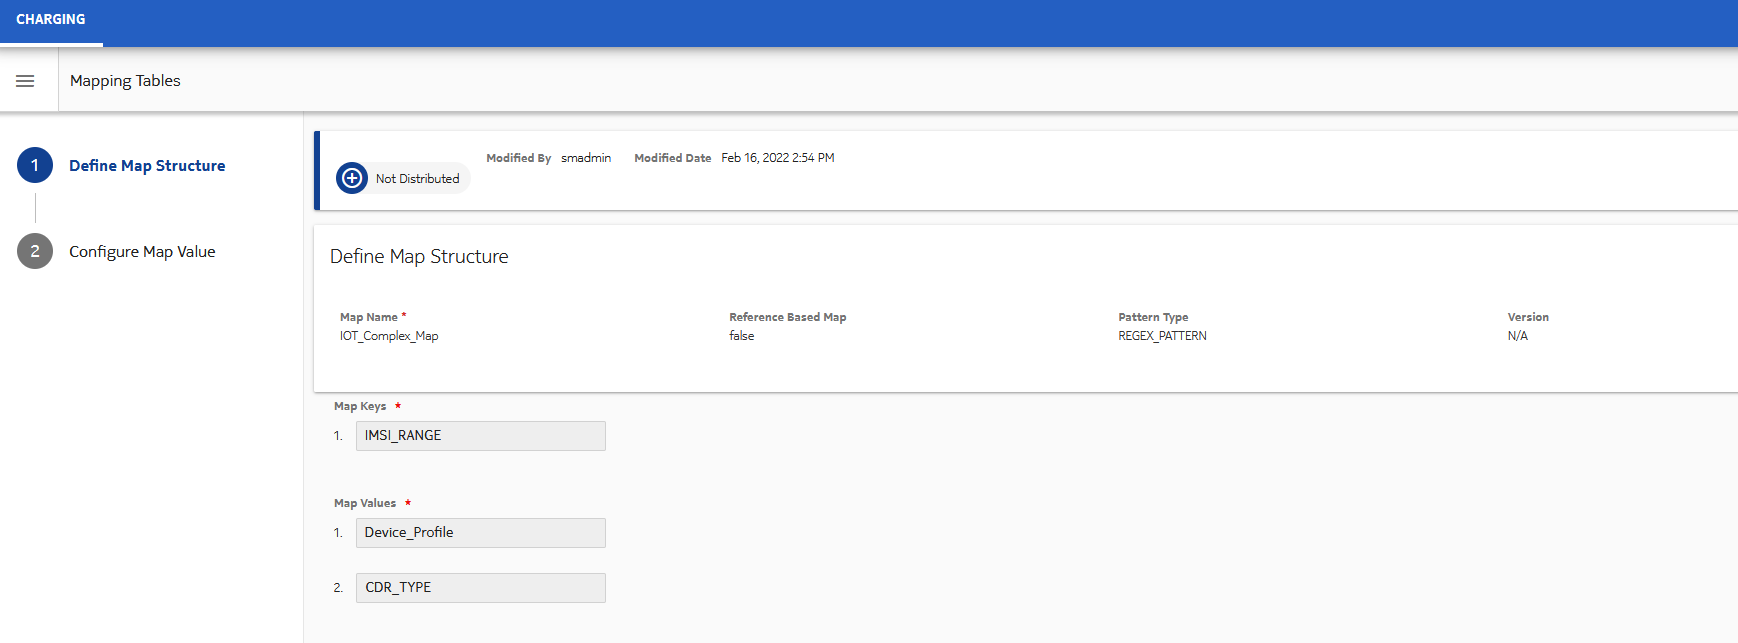 CHARGING
Mapping Tables
1 Define Map Structure
2 Configure Map Value
Modified By smadmin Modified Date Feb 16, 2022 2:54 PM
Not Distributed
Define Map Structure
Map Name * Reference Based Map Pattern Type Version
IOT_Complex_Map false REGEX_PATTERN N/A
Map Keys *
1. IMSI_RANGE
Map Values *
1. Device_Profile
2. CDR_TYPE